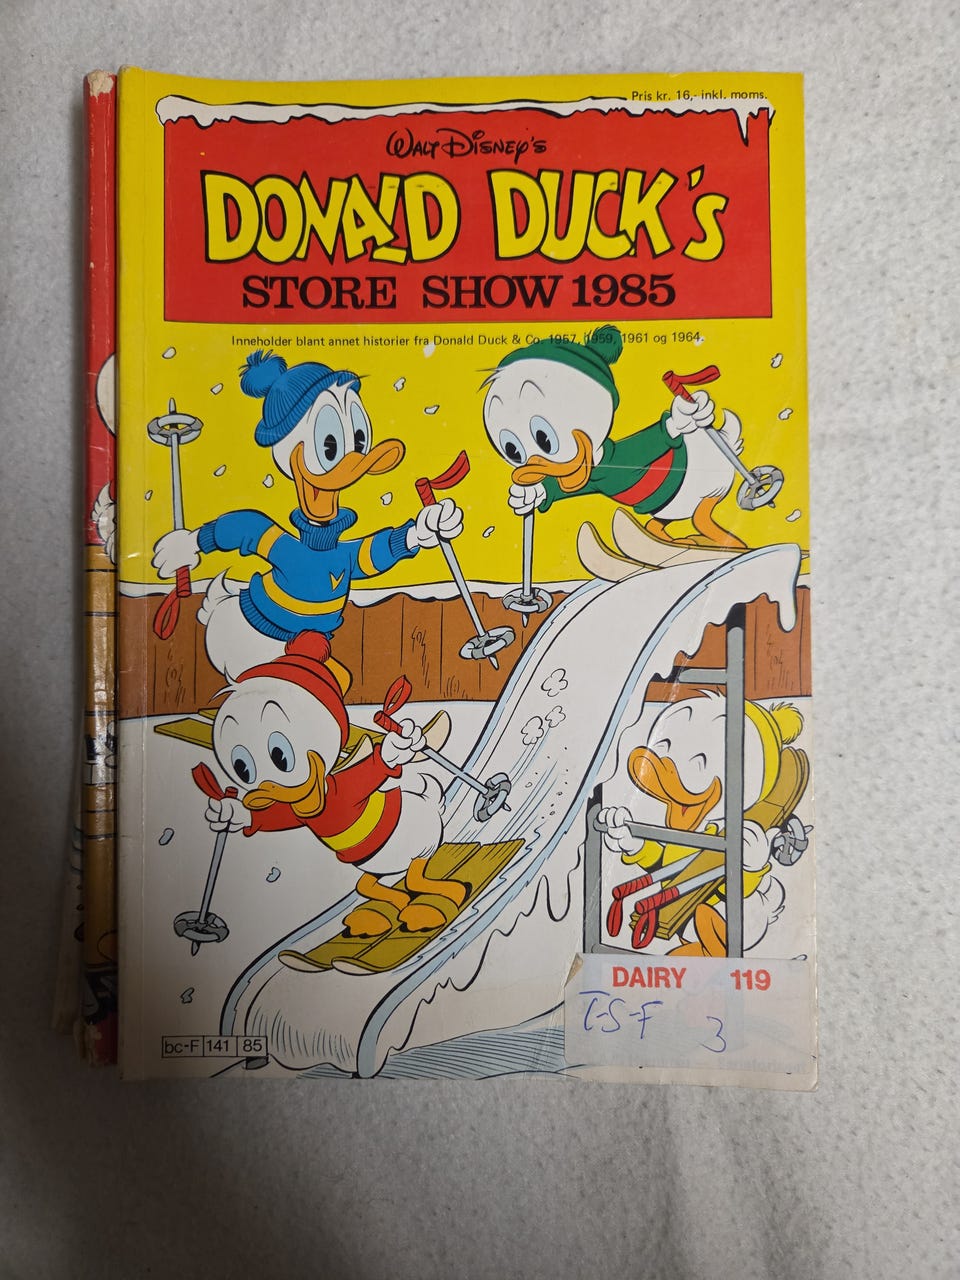 Pris kr. 16,- inkl. moms.
WALT DISNEY'S
DONALD DUCK's
STORE SHOW 1985
Inneholder blant annet historier fra Donald Duck & Co. 1957, 1959, 1961 og 1964.
DAIRY 119
T-S-F
3
bc-F 141 85